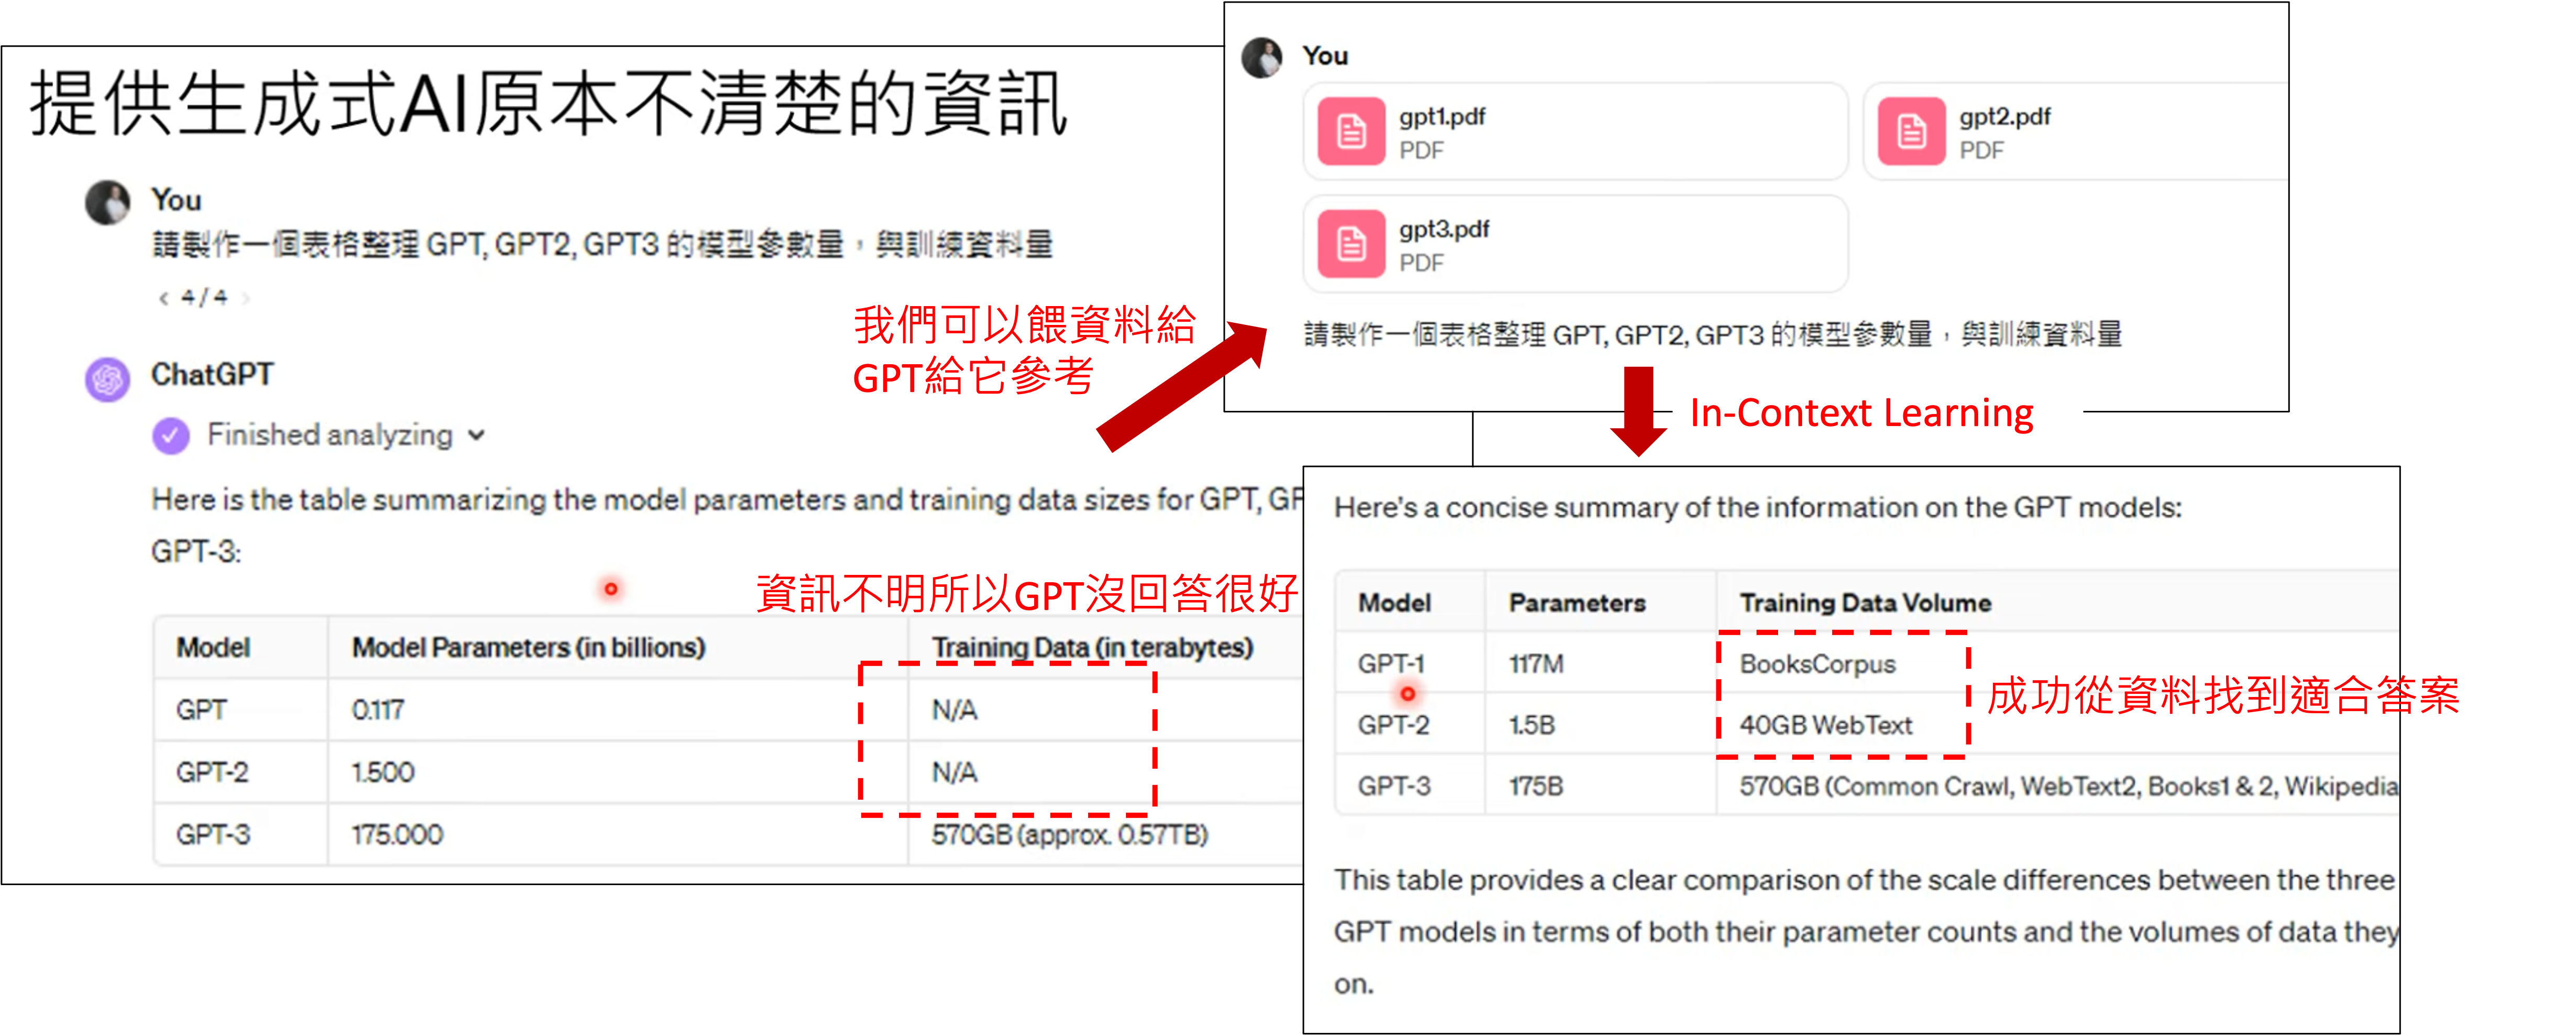 提供生成式AI原本不清楚的資訊
You
請製作一個表格整理 GPT, GPT2, GPT3 的模型參數量，與訓練資料量
< 4/4 >
ChatGPT
Finished analyzing
Here is the table summarizing the model parameters and training data sizes for GPT, GP
GPT-3:
資訊不明所以GPT沒回答很好
Model Model Parameters (in billions) Training Data (in terabytes)
GPT 0.117 N/A
GPT-2 1.500 N/A
GPT-3 175.000 570GB (approx. 0.57TB)
我們可以餵資料給
GPT給它參考
You
gpt1.pdf
PDF
gpt2.pdf
PDF
gpt3.pdf
PDF
請製作一個表格整理 GPT, GPT2, GPT3 的模型參數量，與訓練資料量
In-Context Learning
Here's a concise summary of the information on the GPT models:
Model Parameters Training Data Volume
GPT-1 117M BooksCorpus
GPT-2 1.5B 40GB WebText
GPT-3 175B 570GB (Common Crawl, WebText2, Books1 & 2, Wikipedia
成功從資料找到適合答案
This table provides a clear comparison of the scale differences between the three
GPT models in terms of both their parameter counts and the volumes of data they
on.